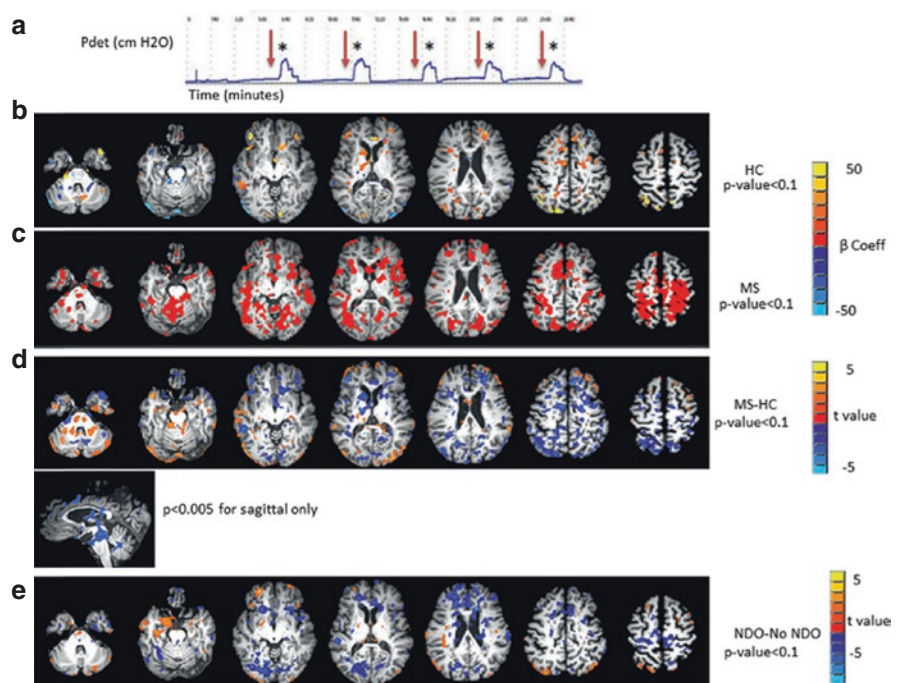 a
Pdet (cm H2O)
* * * * *
Time (minutes)
b
HC
p-value<0.1
50
β Coeff
-50
c
MS
p-value<0.1
d
MS-HC
p-value<0.1
5
t value
-5
p<0.005 for sagittal only
e
NDO-No NDO
p-value<0.1
5
t value
-5